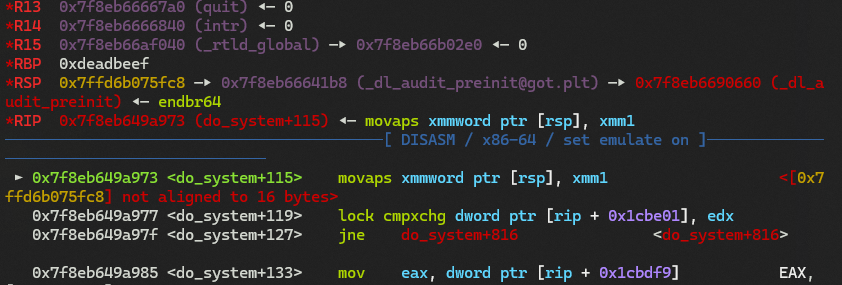 *R13  0x7f8eb66667a0 (quit) ◂— 0
*R14  0x7f8eb6666840 (intr) ◂— 0
*R15  0x7f8eb66af040 (_rtld_global) —▸ 0x7f8eb66b02e0 ◂— 0
*RBP  0xdeadbeef
*RSP  0x7ffd6b075fc8 —▸ 0x7f8eb66641b8 (_dl_audit_preinit@got.plt) —▸ 0x7f8eb6690660 (_dl_a
udit_preinit) ◂— endbr64
*RIP  0x7f8eb649a973 (do_system+115) ◂— movaps xmmword ptr [rsp], xmm1
[ DISASM / x86-64 / set emulate on ]
► 0x7f8eb649a973 <do_system+115>    movaps xmmword ptr [rsp], xmm1                   <[0x7
ffd6b075fc8] not aligned to 16 bytes>
0x7f8eb649a977 <do_system+119>    lock cmpxchg dword ptr [rip + 0x1cbe01], edx
0x7f8eb649a97f <do_system+127>    jne    do_system+816               <do_system+816>
0x7f8eb649a985 <do_system+133>    mov    eax, dword ptr [rip + 0x1cbdf9]          EAX,